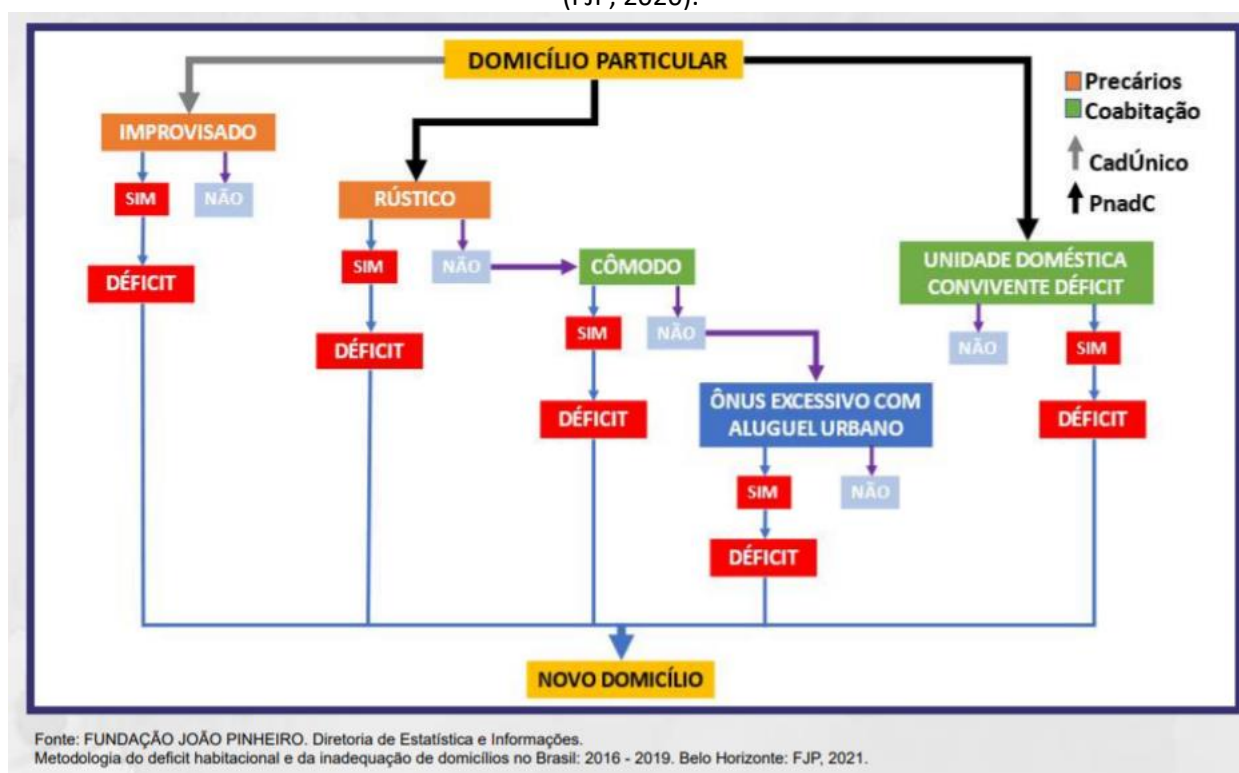 (FJP, 2020).
DOMICÍLIO PARTICULAR
Precários
Coabitação
CadÚnico
PnadC
IMPROVISADO
SIM
NÃO
DÉFICIT
RÚSTICO
SIM
NÃO
DÉFICIT
CÔMODO
SIM
NÃO
DÉFICIT
ÔNUS EXCESSIVO COM
ALUGUEL URBANO
SIM
NÃO
DÉFICIT
UNIDADE DOMÉSTICA
CONVIVENTE DÉFICIT
NÃO
SIM
DÉFICIT
NOVO DOMICÍLIO
Fonte: FUNDAÇÃO JOÃO PINHEIRO. Diretoria de Estatística e Informações.
Metodologia do deficit habitacional e da inadequação de domicílios no Brasil: 2016 - 2019. Belo Horizonte: FJP, 2021.